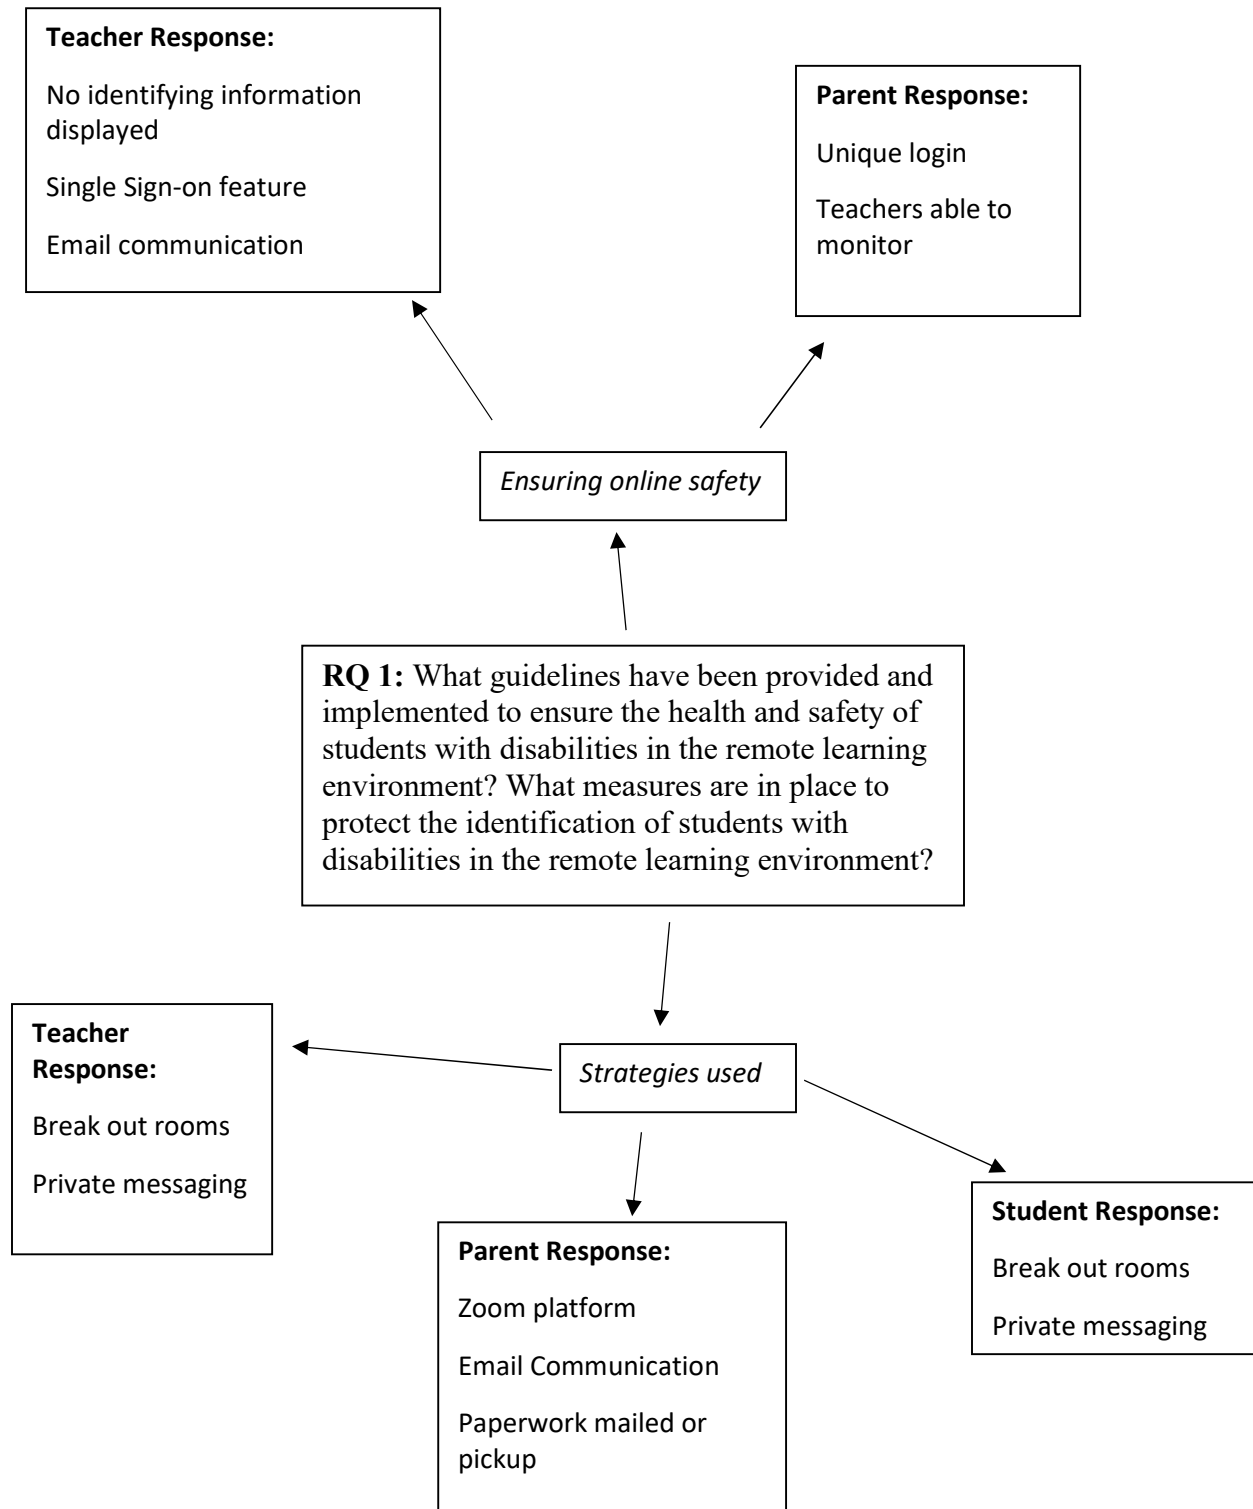 Teacher Response:
No identifying information
displayed
Single Sign-on feature
Email communication
Parent Response:
Unique login
Teachers able to
monitor
Ensuring online safety
RQ 1: What guidelines have been provided and
implemented to ensure the health and safety of
students with disabilities in the remote learning
environment? What measures are in place to
protect the identification of students with
disabilities in the remote learning environment?
Strategies used
Teacher
Response:
Break out rooms
Private messaging
Parent Response:
Zoom platform
Email Communication
Paperwork mailed or
pickup
Student Response:
Break out rooms
Private messaging